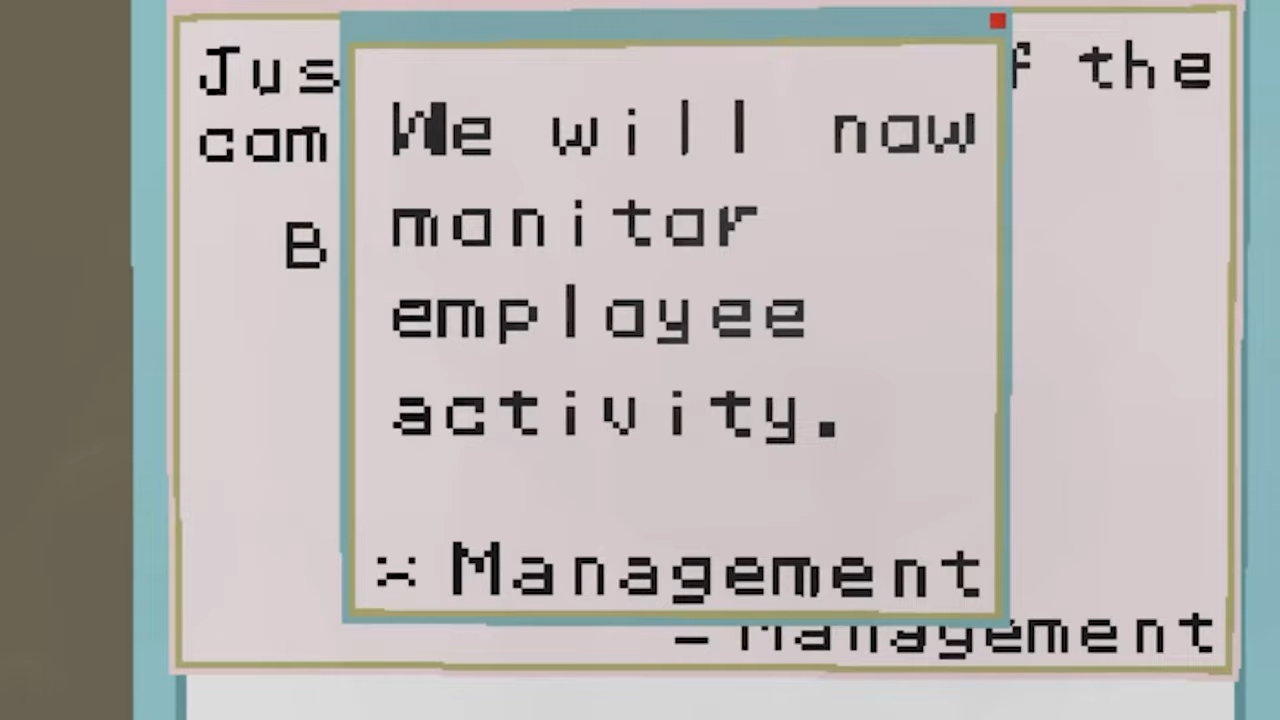 Jus f the
com
B
We will now
monitor
employee
activity.
Management
- Management